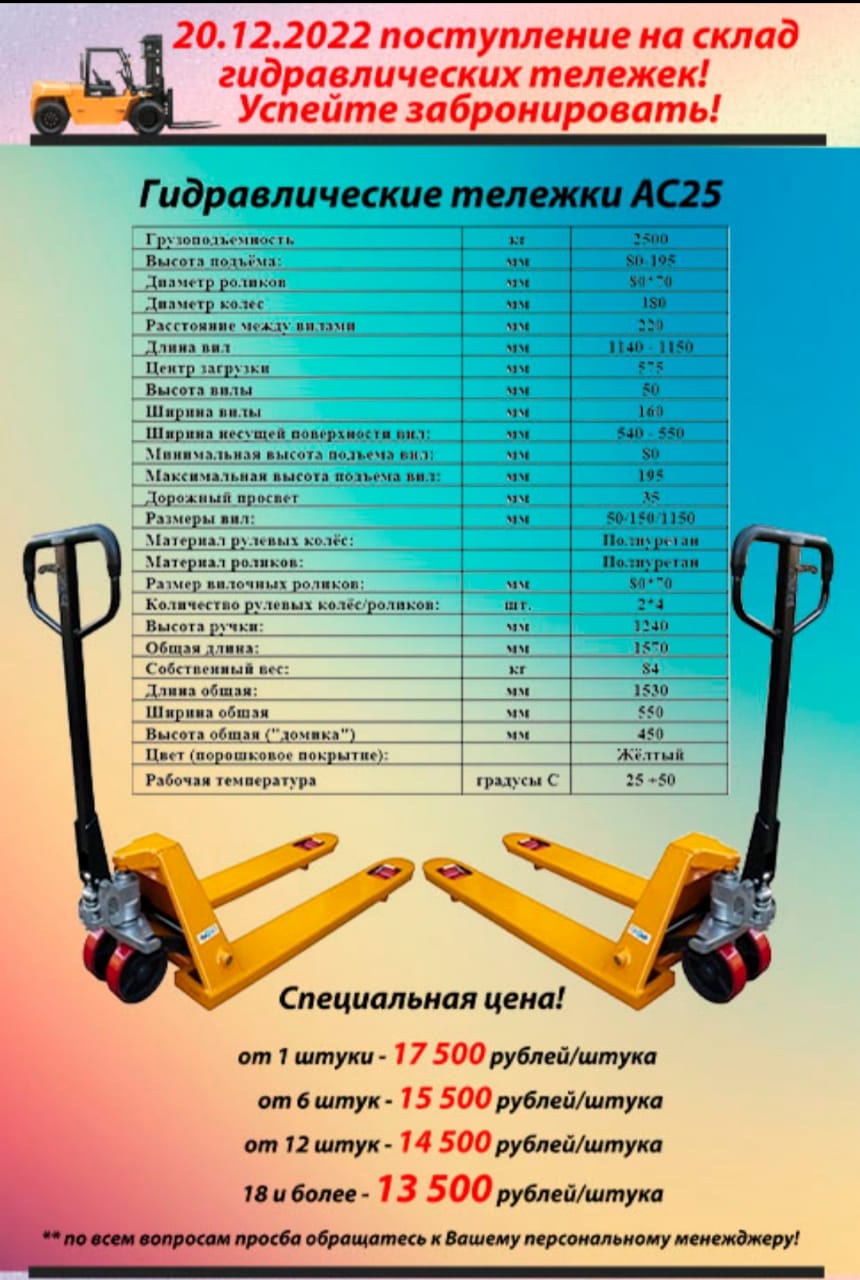 20.12.2022 поступление на склад
гидравлических тележек!
Успейте забронировать!
Гидравлические тележки АС25
Грузоподъемность кг 2500
Высота подъёма: мм 80-195
Диаметр роликов мм 80*70
Диаметр колес мм 180
Расстояние между вилами мм 220
Длина вил мм 1140 - 1150
Центр загрузки мм 575
Высота вилы мм 50
Ширина вилы мм 160
Ширина несущей поверхности вил: мм 540 - 550
Минимальная высота подъема вил: мм 80
Максимальная высота подъема вил: мм 195
Дорожный просвет мм 35
Размеры вил: мм 50/150/1150
Материал рулевых колёс: Полиуретан
Материал роликов: Полиуретан
Размер вилочных роликов: мм 80*70
Количество рулевых колёс/роликов: шт. 2*4
Высота ручки: мм 1240
Общая длина: мм 1570
Собственный вес: кг 84
Длина общая: мм 1530
Ширина общая мм 550
Высота общая ("домика") мм 450
Цвет (порошковое покрытие): Жёлтый
Рабочая температура градусы С 25 +50
Специальная цена!
от 1 штуки - 17 500 рублей/штука
от 6 штук - 15 500 рублей/штука
от 12 штук - 14 500 рублей/штука
18 и более - 13 500 рублей/штука
** по всем вопросам просба обращатесь к Вашему персональному менежджеру!